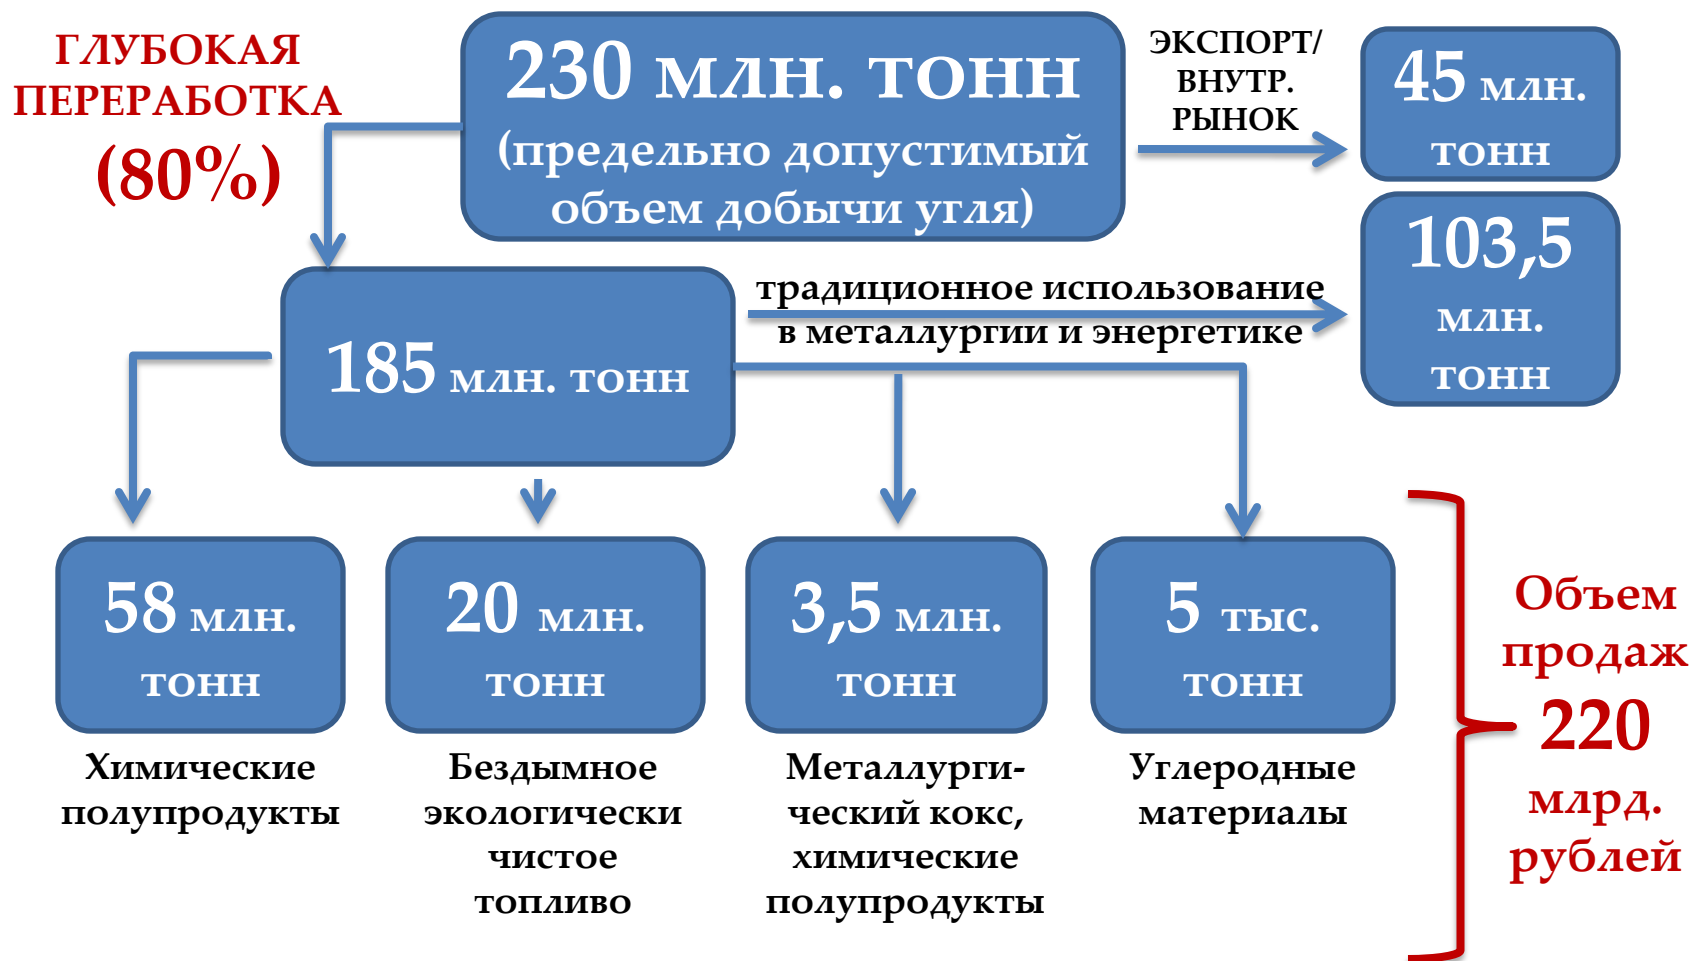 ГЛУБОКАЯ
ПЕРЕРАБОТКА
(80%)
230 млн. тонн
(предельно допустимый
объем добычи угля)
ЭКСПОРТ/
ВНУТР.
РЫНОК
45 млн.
тонн
185 млн. тонн
традиционное использование
в металлургии и энергетике
103,5
млн.
тонн
58 млн.
тонн
Химические
полупродукты
20 млн.
тонн
Бездымное
экологически
чистое
топливо
3,5 млн.
тонн
Металлурги-
ческий кокс,
химические
полупродукты
5 тыс.
тонн
Углеродные
материалы
Объем
продаж
220
млрд.
рублей